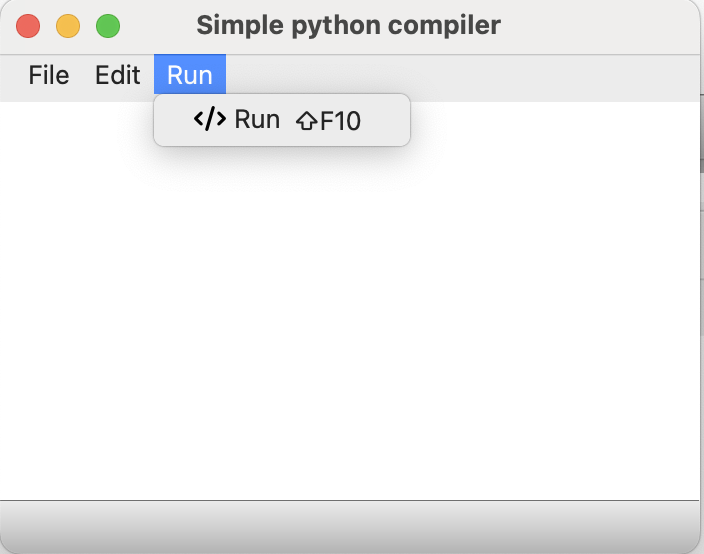 Simple python compiler
File Edit Run
</> Run ⇧F10